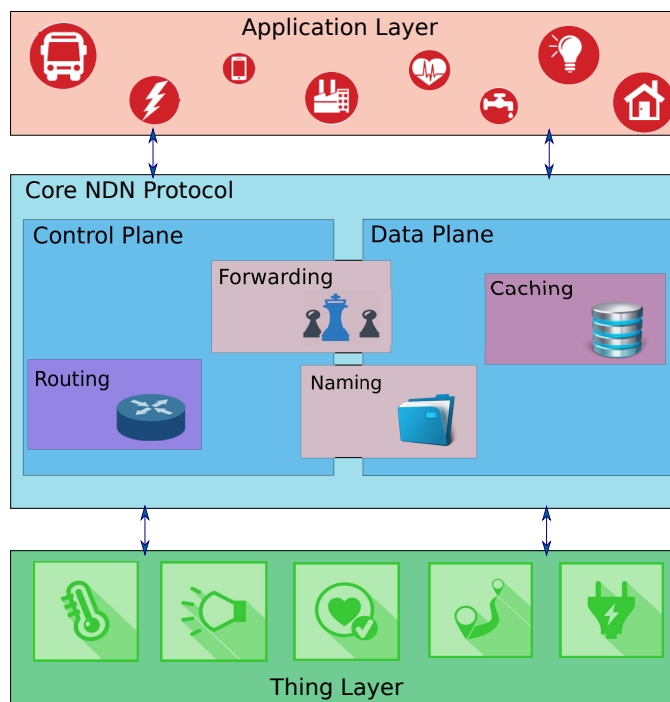 Application Layer
Core NDN Protocol
Control Plane
Data Plane
Forwarding
Caching
Routing
Naming
Thing Layer